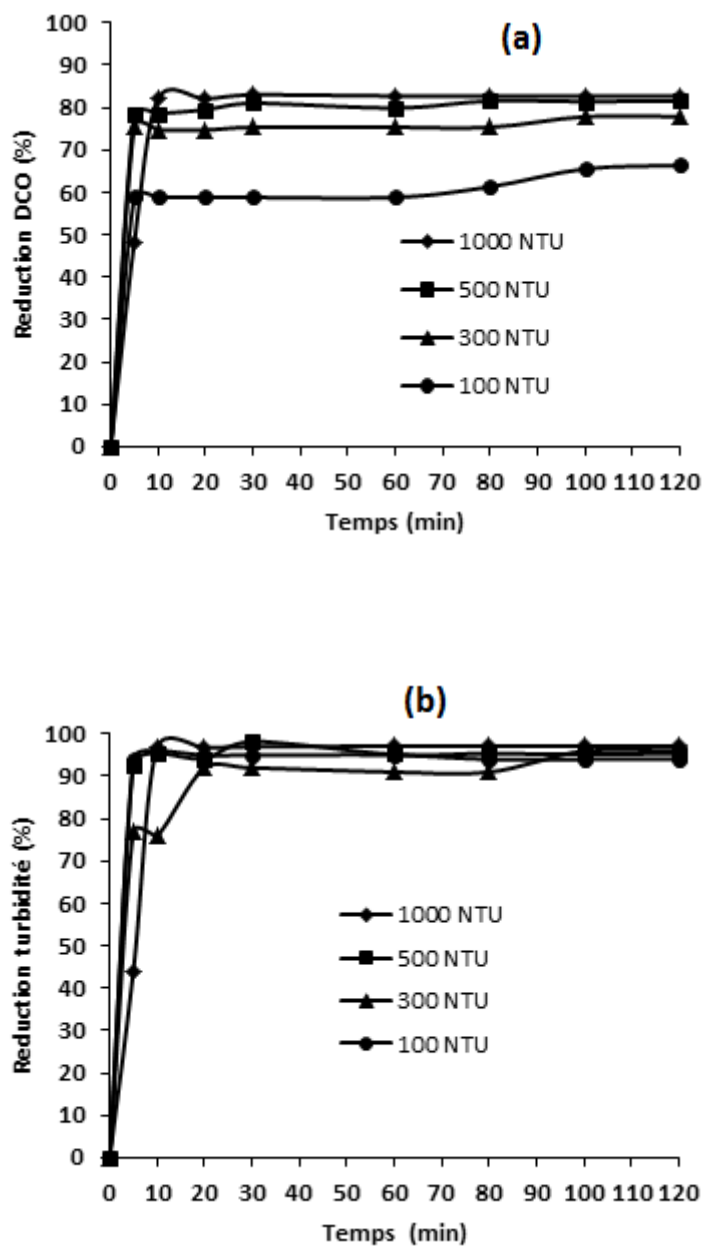 (a)
Reduction DCO (%)
100
90
80
70
60
50
40
30
20
10
0
1000 NTU
500 NTU
300 NTU
100 NTU
0 10 20 30 40 50 60 70 80 90 100 110 120
Temps (min)
(b)
Reduction turbidité (%)
100
90
80
70
60
50
40
30
20
10
0
1000 NTU
500 NTU
300 NTU
100 NTU
0 10 20 30 40 50 60 70 80 90 100 110 120
Temps (min)